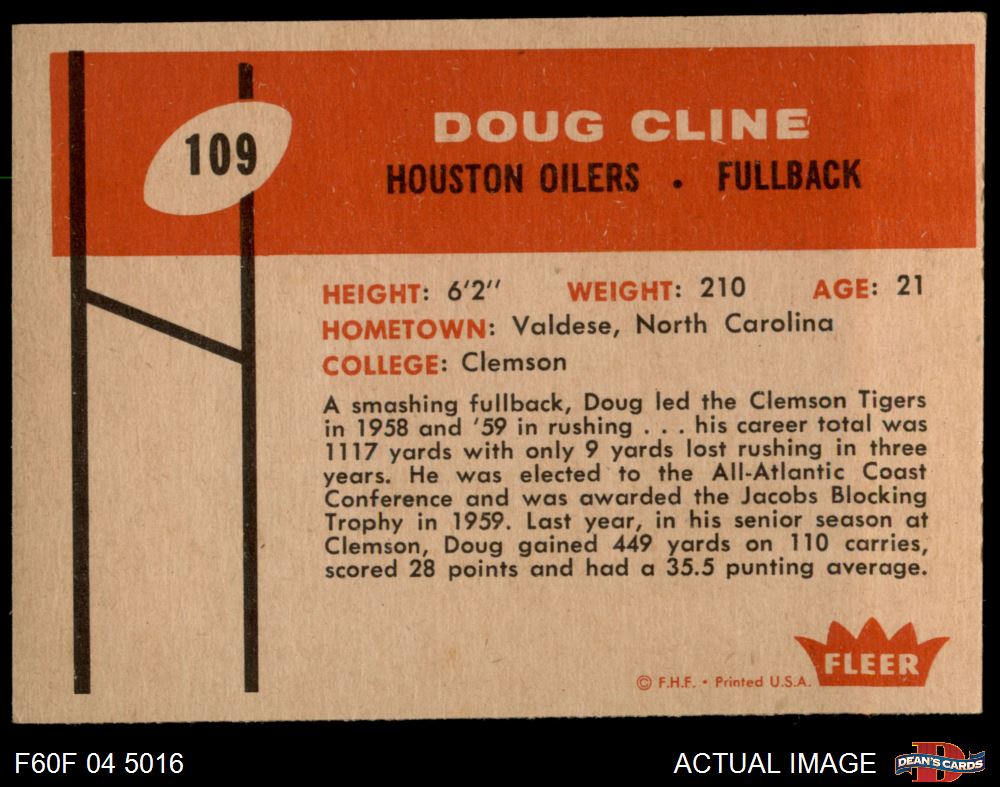 109
DOUG CLINE
HOUSTON OILERS . FULLBACK
HEIGHT: 6'2" WEIGHT: 210 AGE: 21
HOMETOWN: Valdese, North Carolina
COLLEGE: Clemson
A smashing fullback, Doug led the Clemson Tigers
in 1958 and '59 in rushing . . . his career total was
1117 yards with only 9 yards lost rushing in three
years. He was elected to the All-Atlantic Coast
Conference and was awarded the Jacobs Blocking
Trophy in 1959. Last year, in his senior season at
Clemson, Doug gained 449 yards on 110 carries,
scored 28 points and had a 35.5 punting average.
FLEER
© F.H.F. • Printed U.S.A.
F60F 04 5016
ACTUAL IMAGE
D
DEAN'S CARDS